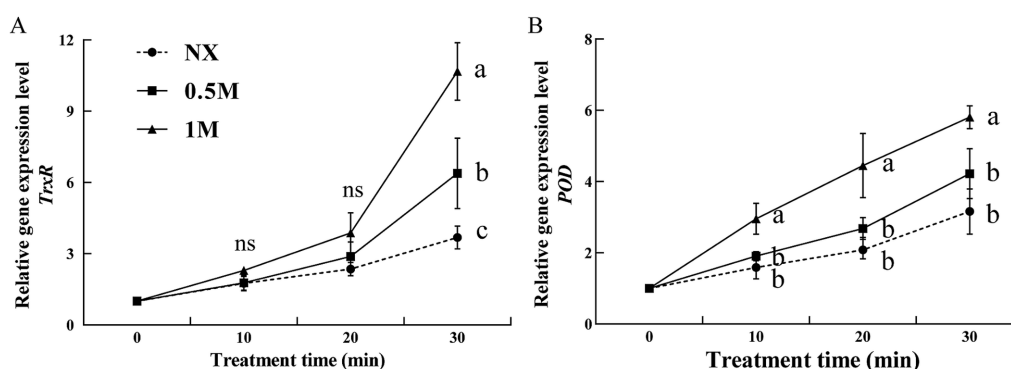 A
Relative gene expression level
TrxR
12
9
6
3
0
NX
0.5M
1M
ns
ns
a
b
c
0
10
20
30
Treatment time (min)
B
Relative gene expression level
POD
8
6
4
2
0
a
b
b
a
b
b
a
b
b
0
10
20
30
Treatment time (min)